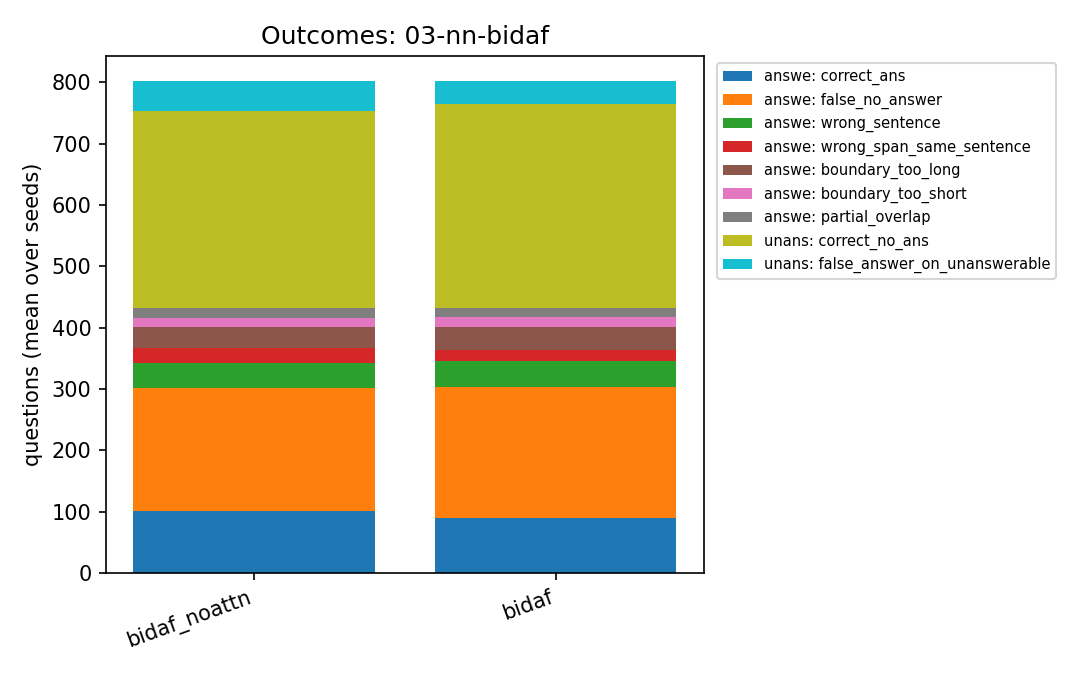 Outcomes: 03-nn-bidaf
questions (mean over seeds)
800
700
600
500
400
300
200
100
0
bidaf_noattn
bidaf
answe: correct_ans
answe: false_no_answer
answe: wrong_sentence
answe: wrong_span_same_sentence
answe: boundary_too_long
answe: boundary_too_short
answe: partial_overlap
unans: correct_no_ans
unans: false_answer_on_unanswerable